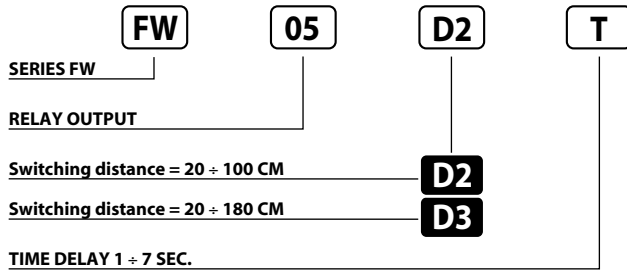 FW 05 D2 T
SERIES FW
RELAY OUTPUT
Switching distance = 20 ÷ 100 CM D2
Switching distance = 20 ÷ 180 CM D3
TIME DELAY 1 ÷ 7 SEC.